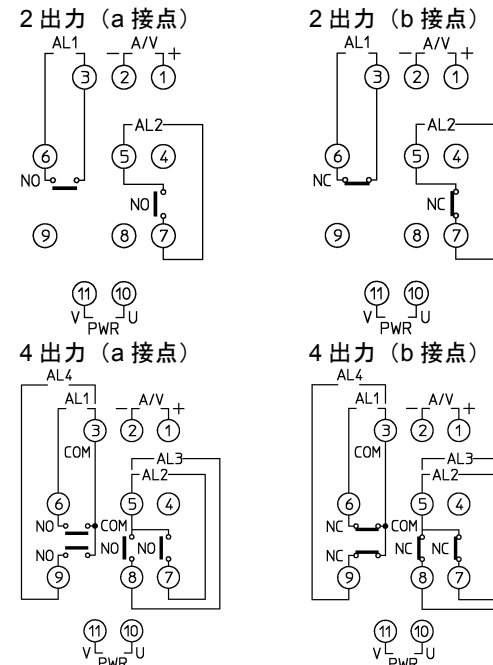 2 出力（a 接点）
AL1
− A/V +
③ ② ①
AL2
⑥ ⑤ ④
NO
NO
⑨ ⑧ ⑦
⑪ ⑩
V PWR U
2 出力（b 接点）
AL1
− A/V +
③ ② ①
AL2
⑥ ⑤ ④
NC
NC
⑨ ⑧ ⑦
⑪ ⑩
V PWR U
4 出力（a 接点）
AL4
AL1
− A/V +
③ ② ①
COM
AL3
AL2
⑥ ⑤ ④
NO COM
NO NO NO
⑨ ⑧ ⑦
⑪ ⑩
V PWR U
4 出力（b 接点）
AL4
AL1
− A/V +
③ ② ①
COM
AL3
AL2
⑥ ⑤ ④
NC COM
NC NC NC
⑨ ⑧ ⑦
⑪ ⑩
V PWR U